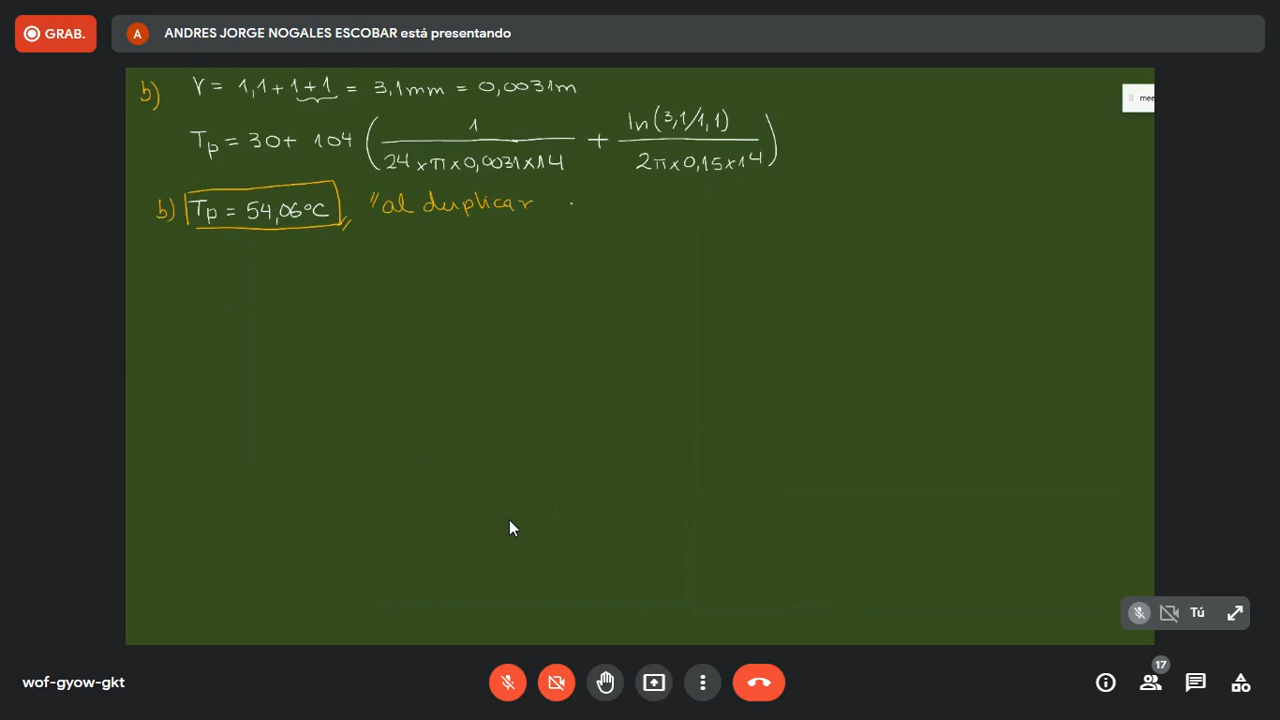 GRAB.
A ANDRES JORGE NOGALES ESCOBAR está presentando
b) r = 1,1 + 1 + 1 = 3,1mm = 0,0031m
Tp = 30 + 104 ( 1 / 24 × π × 0,0031 × 14 + ln(3,1/1,1) / 2π × 0,15 × 14 )
b) Tp = 54,06°C // "al duplicar
mee
Tú
wof-gyow-gkt
17